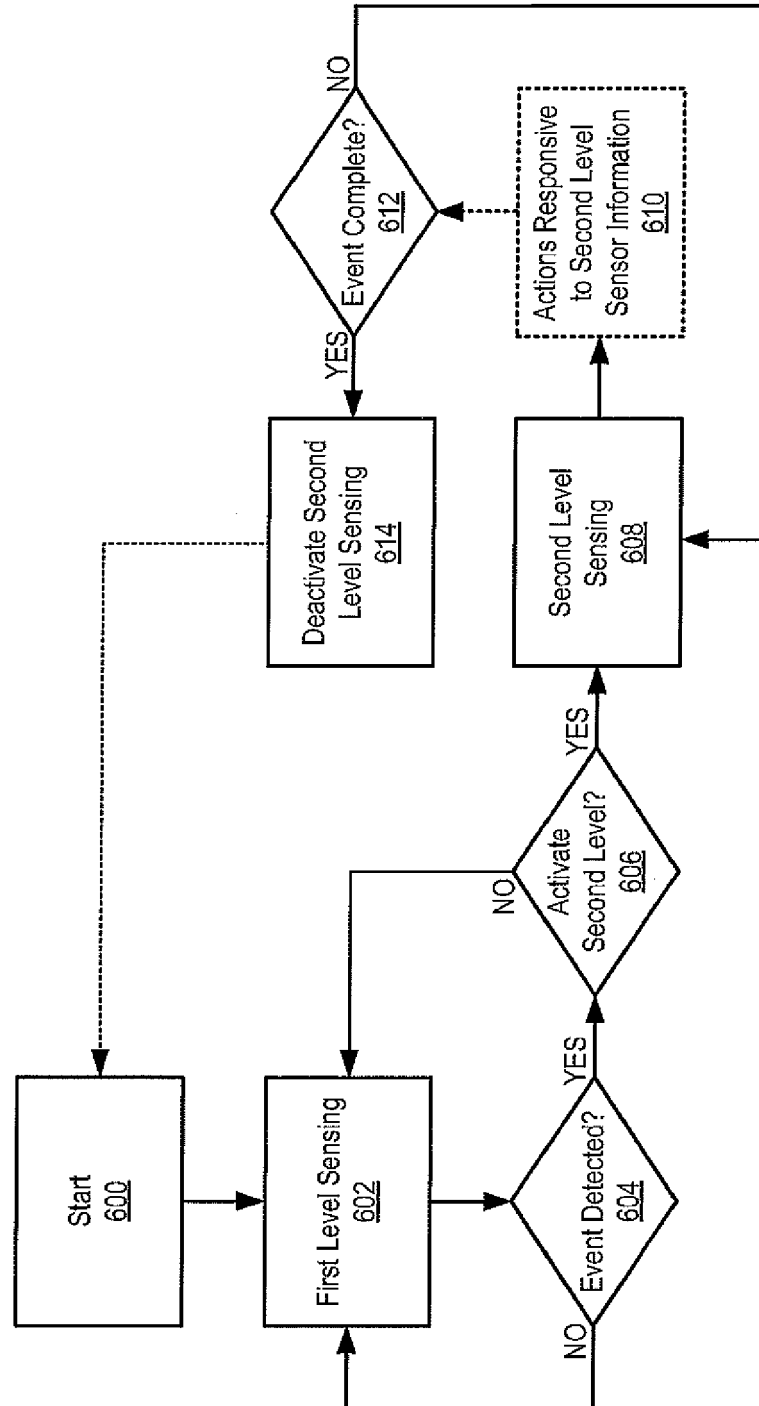 Start
600
First Level Sensing
602
Event Detected?
604
NO
YES
Activate
Second Level?
606
NO
YES
Second Level
Sensing
608
Actions Responsive
to Second Level
Sensor Information
610
Event Complete?
612
NO
YES
Deactivate Second
Level Sensing
614